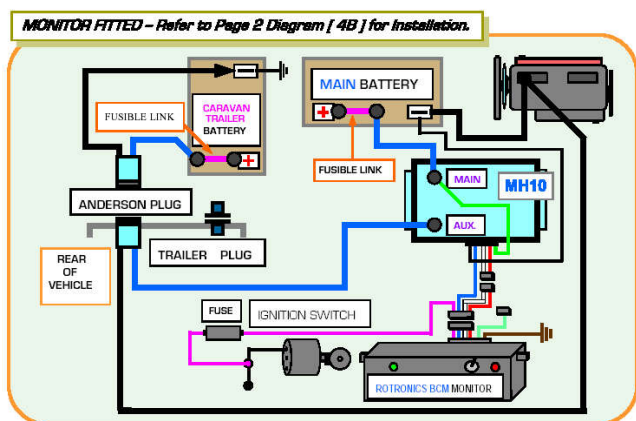 MONITOR FITTED – Refer to Page 2 Diagram [ 4B ] for Installation.
CARAVAN
TRAILER
BATTERY
FUSIBLE LINK
MAIN BATTERY
FUSIBLE LINK
MAIN
MH10
AUX.
ANDERSON PLUG
TRAILER PLUG
REAR
OF
VEHICLE
FUSE
IGNITION SWITCH
ROTRONICS BCM MONITOR